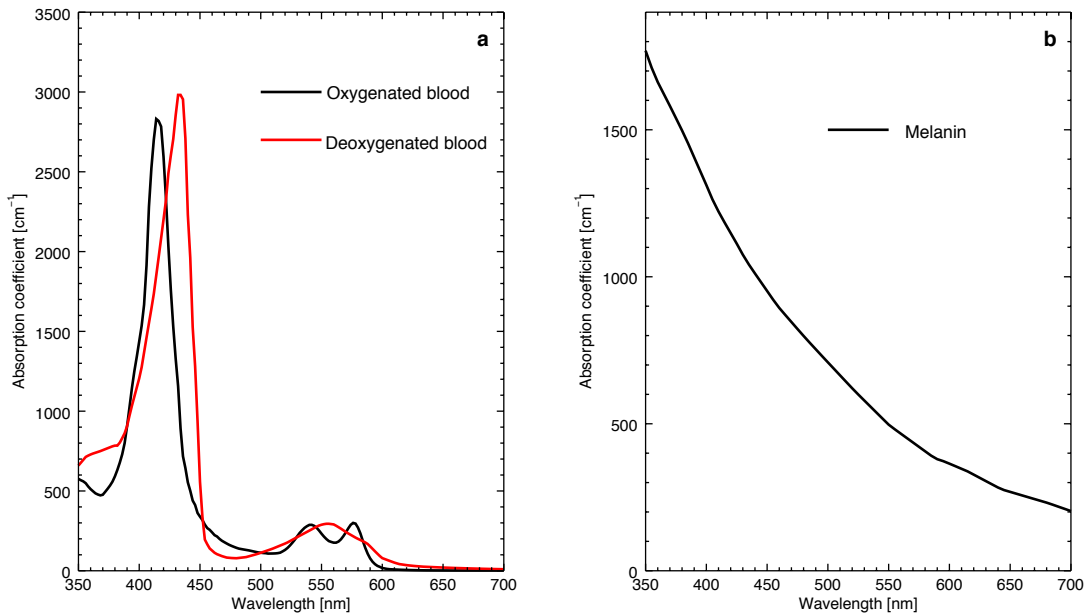 a
Oxygenated blood
Deoxygenated blood
Absorption coefficient [cm⁻¹]
3500
3000
2500
2000
1500
1000
500
0
350 400 450 500 550 600 650 700
Wavelength [nm]
b
Melanin
Absorption coefficient [cm⁻¹]
1500
1000
500
0
350 400 450 500 550 600 650 700
Wavelength [nm]